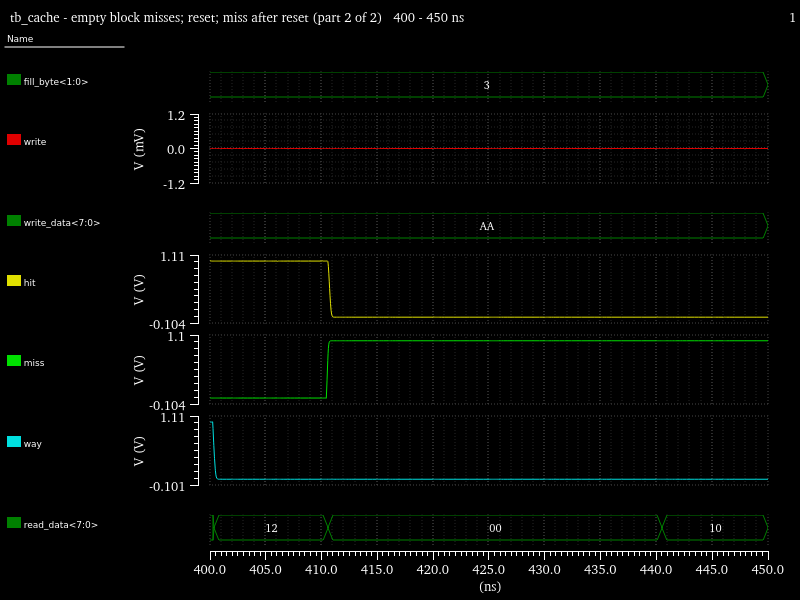 tb_cache - empty block misses; reset; miss after reset (part 2 of 2)   400 - 450 ns
1
Name
fill_byte<1:0>
3
write
V (mV)
1.2
0.0
-1.2
write_data<7:0>
AA
hit
V (V)
1.11
-0.104
miss
V (V)
1.1
-0.104
way
V (V)
1.11
-0.101
read_data<7:0>
12
00
10
400.0 405.0 410.0 415.0 420.0 425.0 430.0 435.0 440.0 445.0 450.0
(ns)